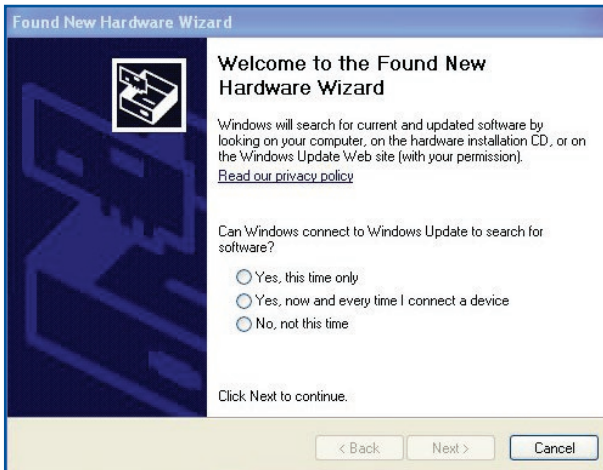 Found New Hardware Wizard
Welcome to the Found New
Hardware Wizard
Windows will search for current and updated software by
looking on your computer, on the hardware installation CD, or on
the Windows Update Web site (with your permission).
Read our privacy policy
Can Windows connect to Windows Update to search for
software?
Yes, this time only
Yes, now and every time I connect a device
No, not this time
Click Next to continue.
< Back
Next >
Cancel